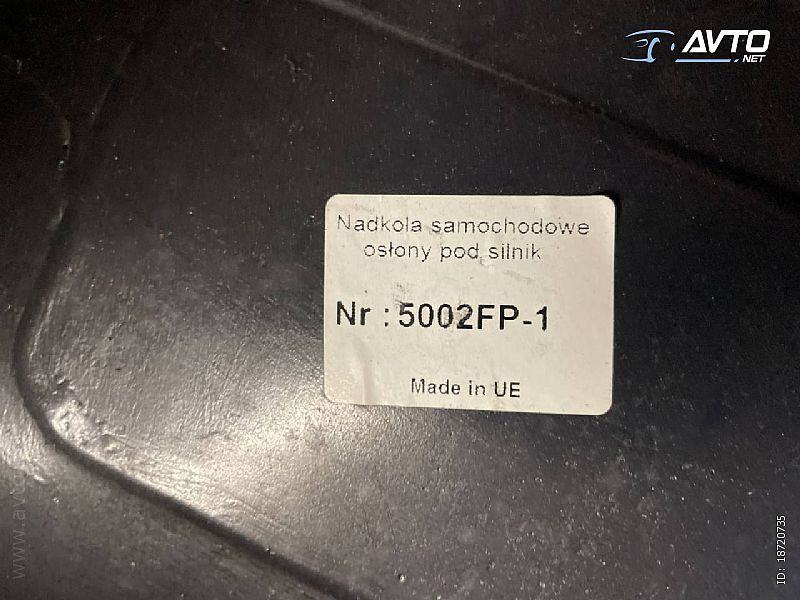 AVTO
.NET
Nadkola samochodowe
osłony pod silnik
Nr : 5002FP-1
Made in UE
ID: 18720735